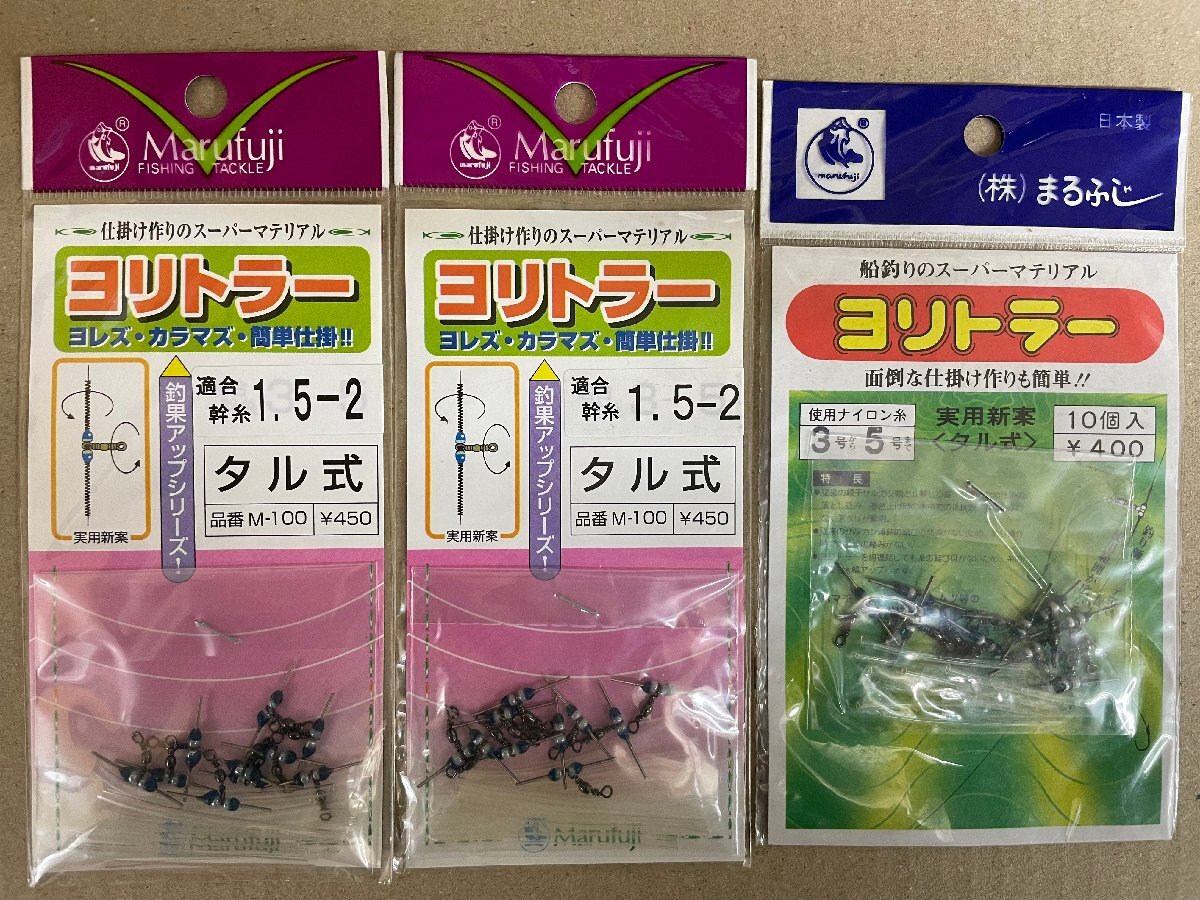 Marufuji
FISHING TACKLE
marufuji
仕掛け作りのスーパーマテリアル
ヨリトラー
ヨレズ・カラマズ・簡単仕掛!!
釣果アップシリーズ!
適合
幹糸 1.5-2
タル式
品番 M-100 ¥450
実用新案
Marufuji
Marufuji
FISHING TACKLE
marufuji
仕掛け作りのスーパーマテリアル
ヨリトラー
ヨレズ・カラマズ・簡単仕掛!!
釣果アップシリーズ!
適合
幹糸 1.5-2
タル式
品番 M-100 ¥450
実用新案
Marufuji
marufuji
日本製
(株)まるふじ
船釣りのスーパーマテリアル
ヨリトラー
面倒な仕掛け作りも簡単!!
使用ナイロン糸
3号から5号まで
実用新案
<タル式>
10個入
¥400
特長